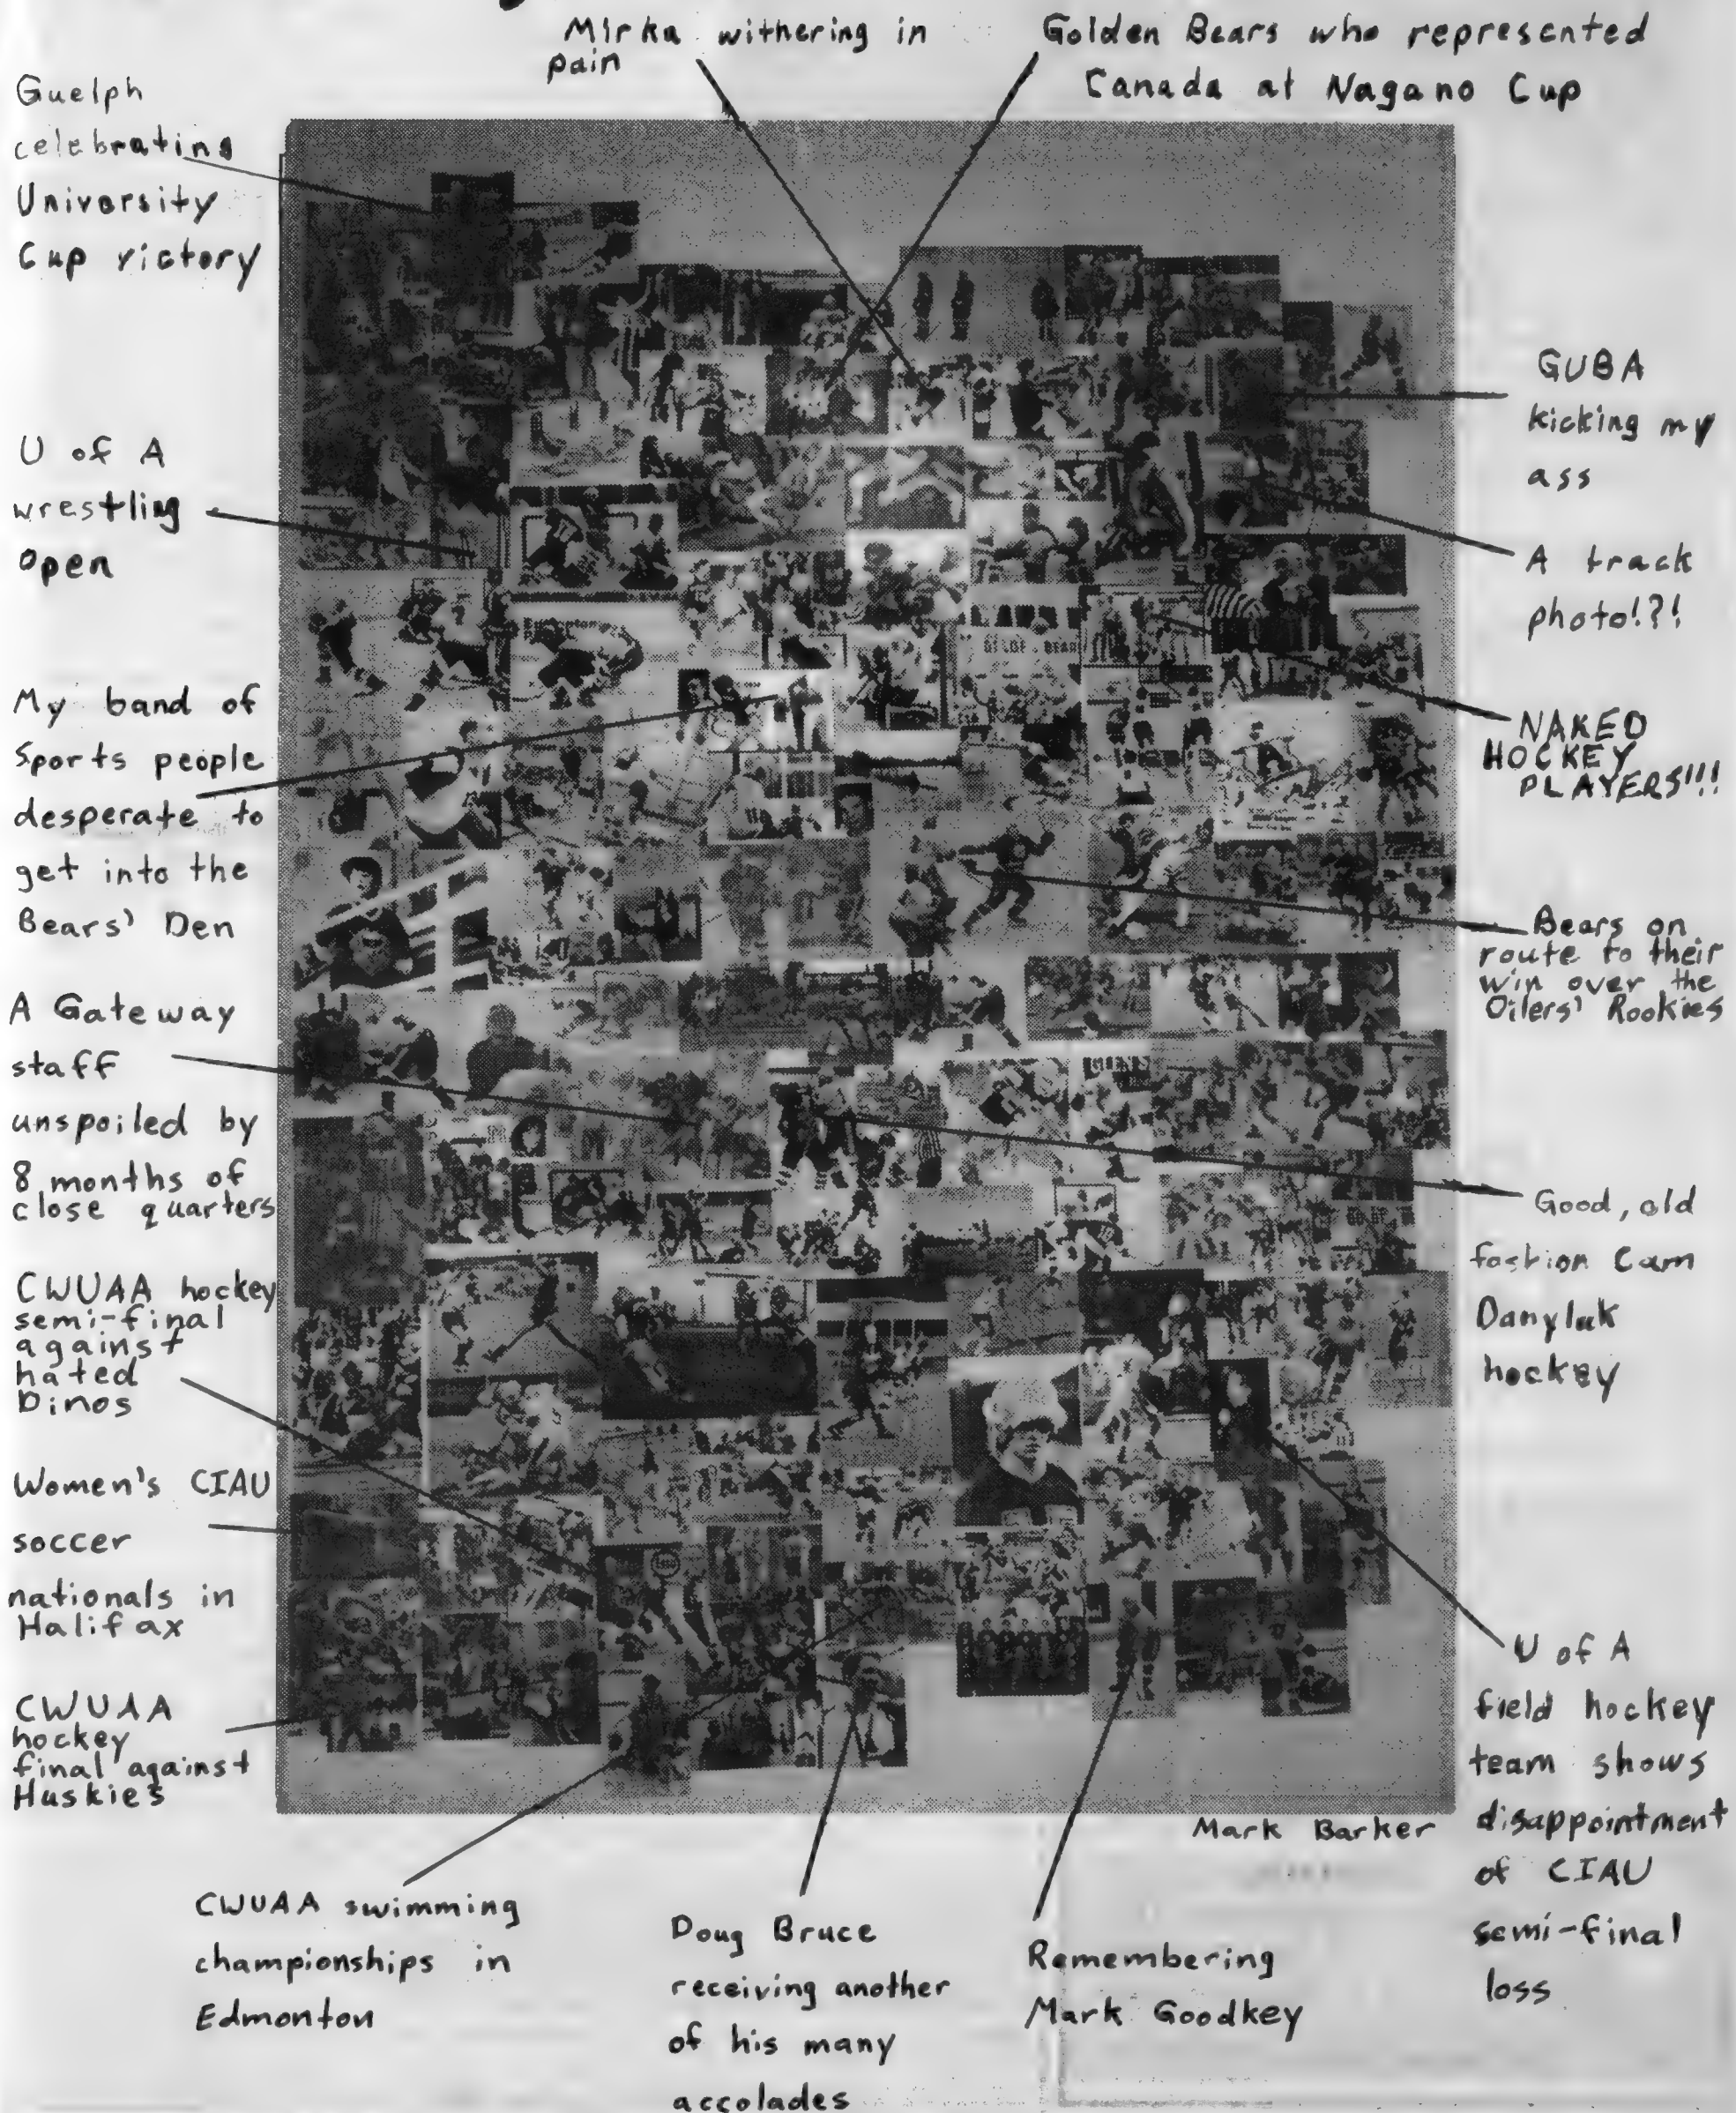 Mirka withering in
pain
Golden Bears who represented
Canada at Nagano Cup
Guelph
celebrating
University
Cup victory
U of A
wrestling
open
My band of
Sports people
desperate to
get into the
Bears' Den
A Gateway
staff
unspoiled by
8 months of
close quarters
CWUAA hockey
semi-final
against
hated
Dinos
Women's CIAU
soccer
nationals in
Halifax
CWUAA
hockey
final against
Huskies
GUBA
kicking my
ass
A track
photo!?!
NAKED
HOCKEY
PLAYERS!!!
Bears on
route to their
win over the
Oilers' Rookies
Good, old
fashion Cam
Danyluk
hockey
U of A
field hockey
team shows
disappointment
of CIAU
semi-final
loss
Mark Barker
CWUAA swimming
championships in
Edmonton
Doug Bruce
receiving another
of his many
accolades
Remembering
Mark Goodkey